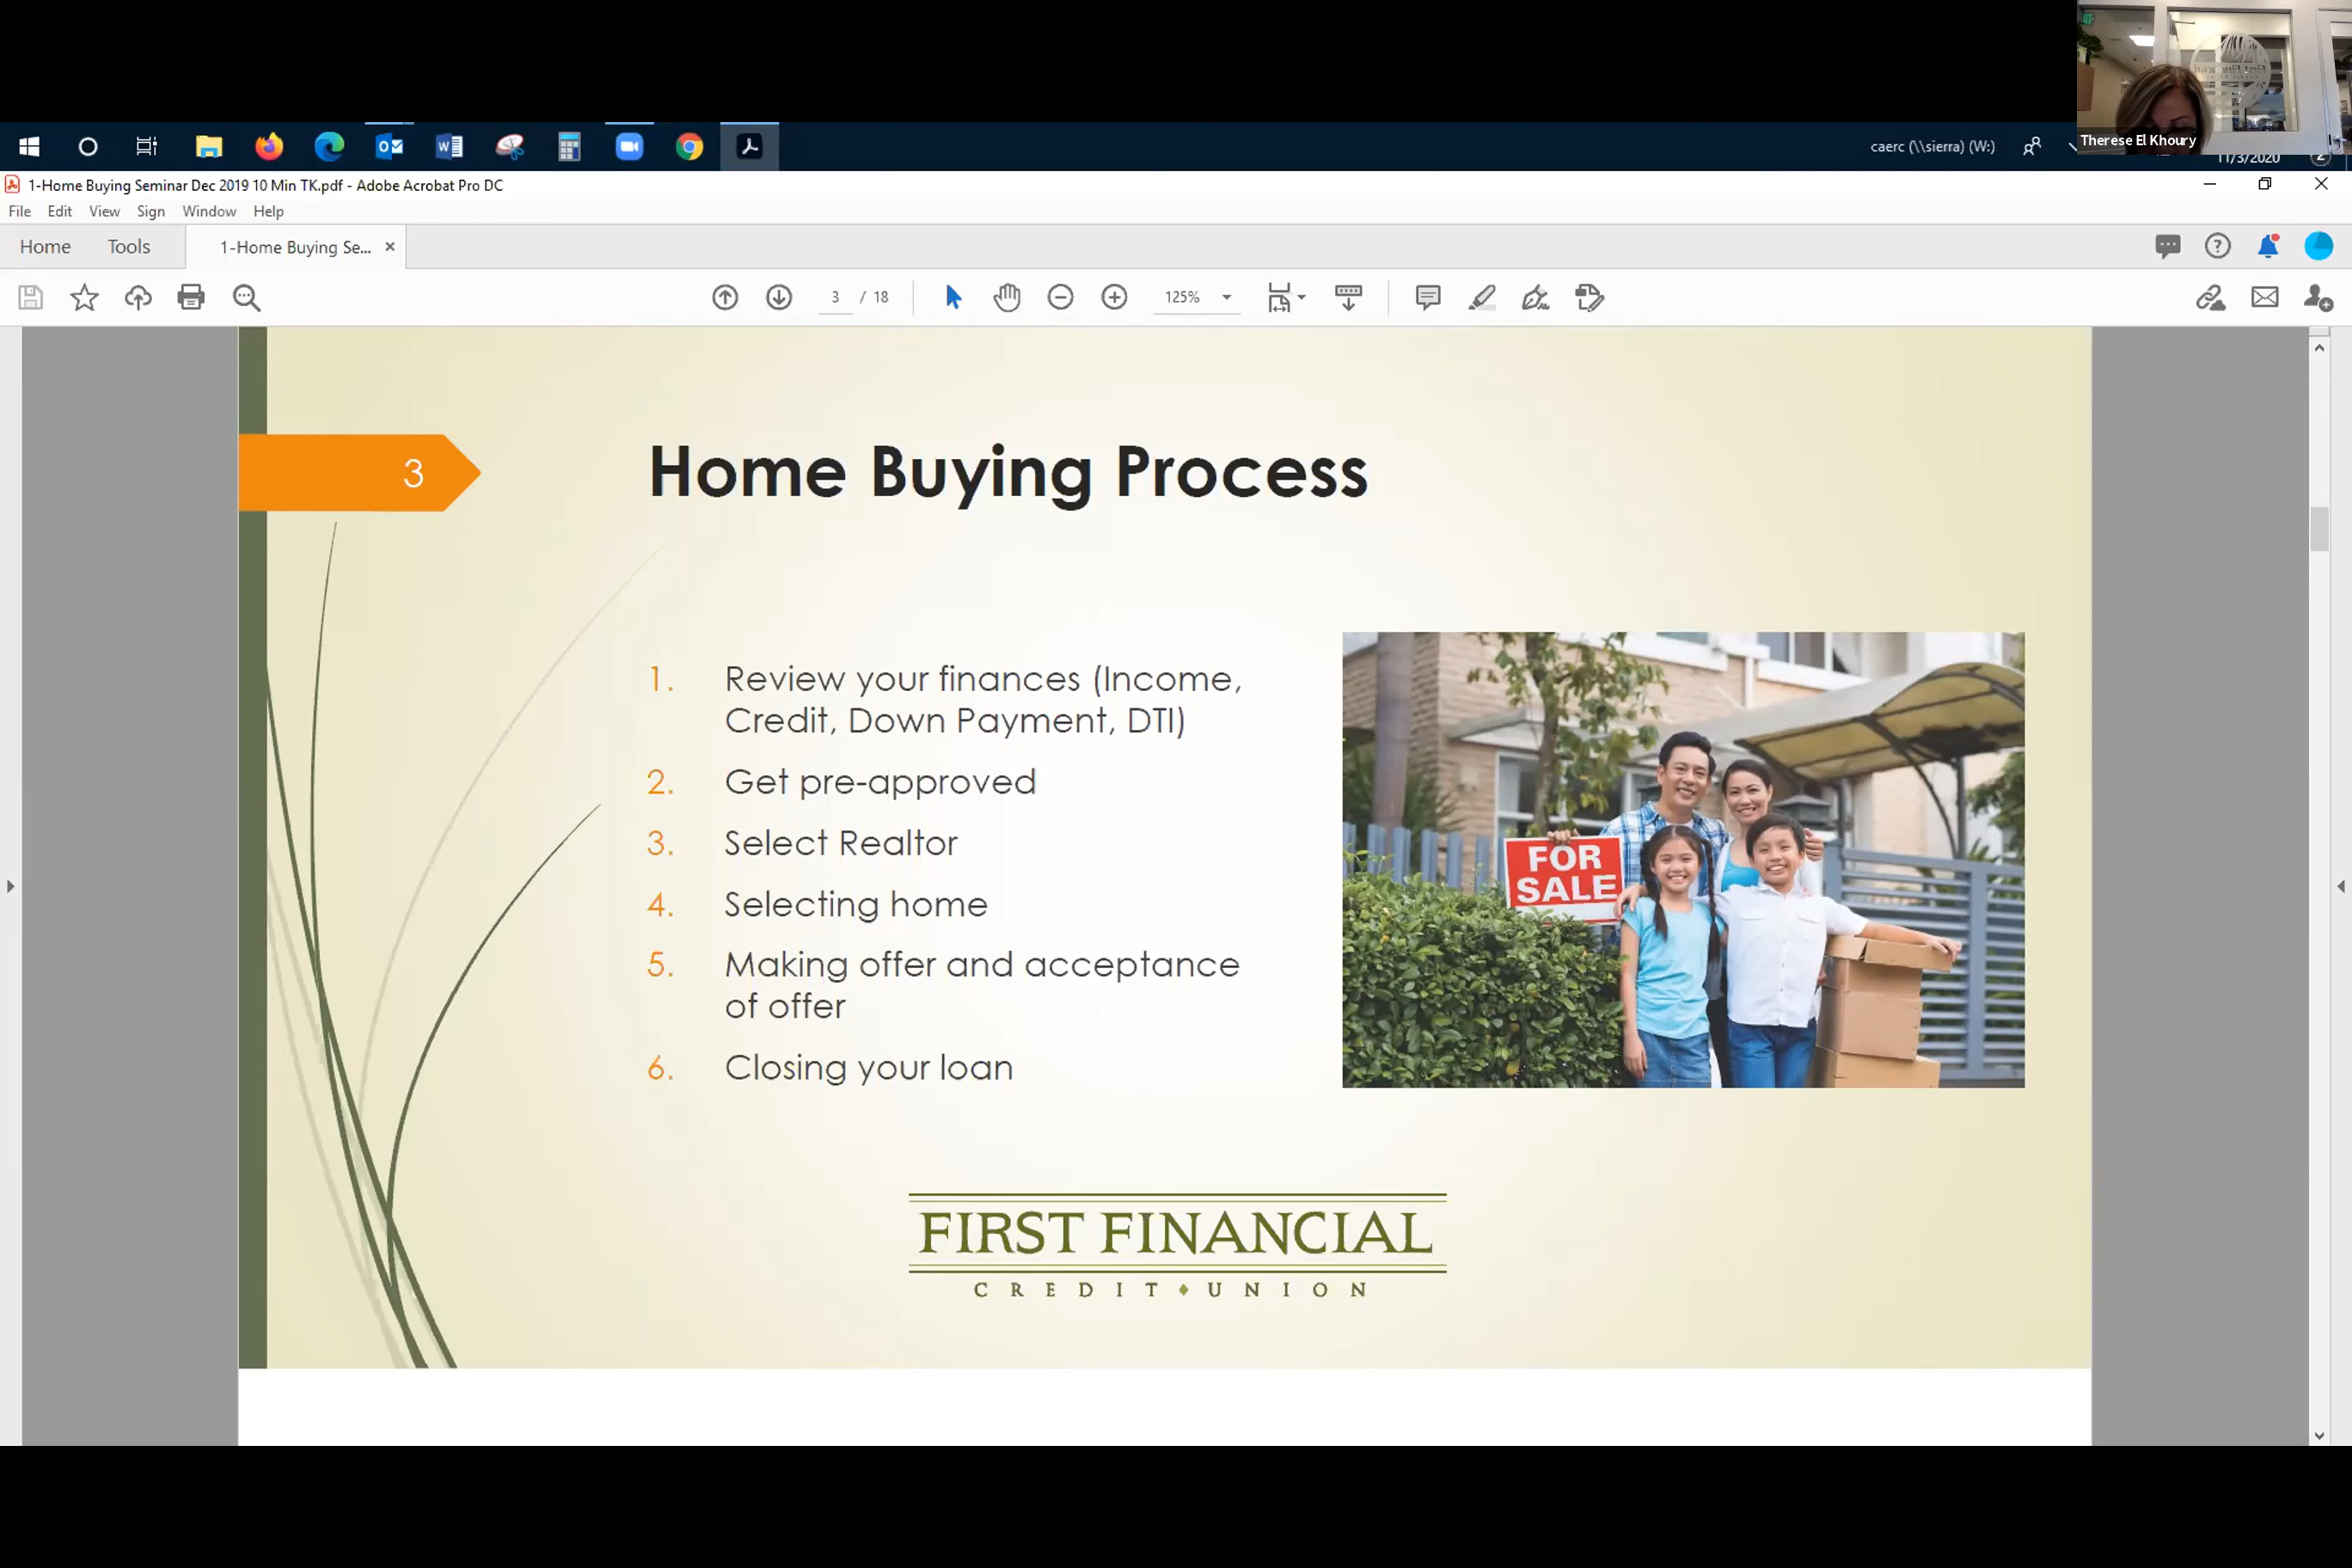 caerc (\\sierra) (W:)
Therese El Khoury
11/3/2020
2
1-Home Buying Seminar Dec 2019 10 Min TK.pdf - Adobe Acrobat Pro DC
File Edit View Sign Window Help
Home Tools 1-Home Buying Se... ×
3 / 18 125%
3
Home Buying Process
1. Review your finances (Income,
Credit, Down Payment, DTI)
2. Get pre-approved
3. Select Realtor
4. Selecting home
5. Making offer and acceptance
of offer
6. Closing your loan
FOR
SALE
FIRST FINANCIAL
CREDIT♦UNION